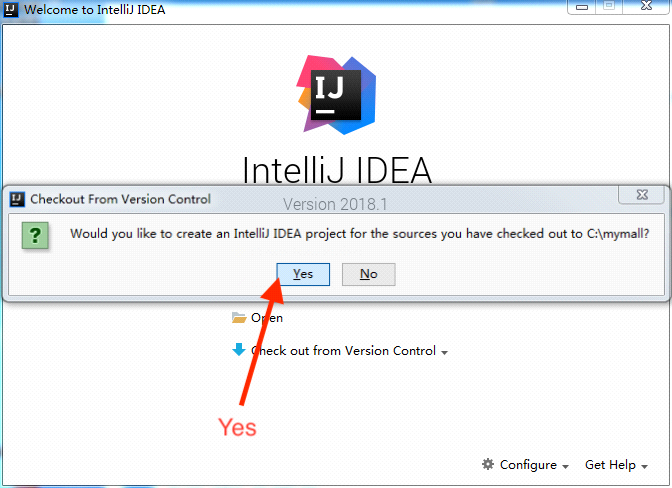 Welcome to IntelliJ IDEA
IJ
IntelliJ IDEA
IJ
Checkout From Version Control
Version 2018.1
?
Would you like to create an IntelliJ IDEA project for the sources you have checked out to C:\mymall?
Yes
No
Open
Check out from Version Control
Yes
Configure
Get Help